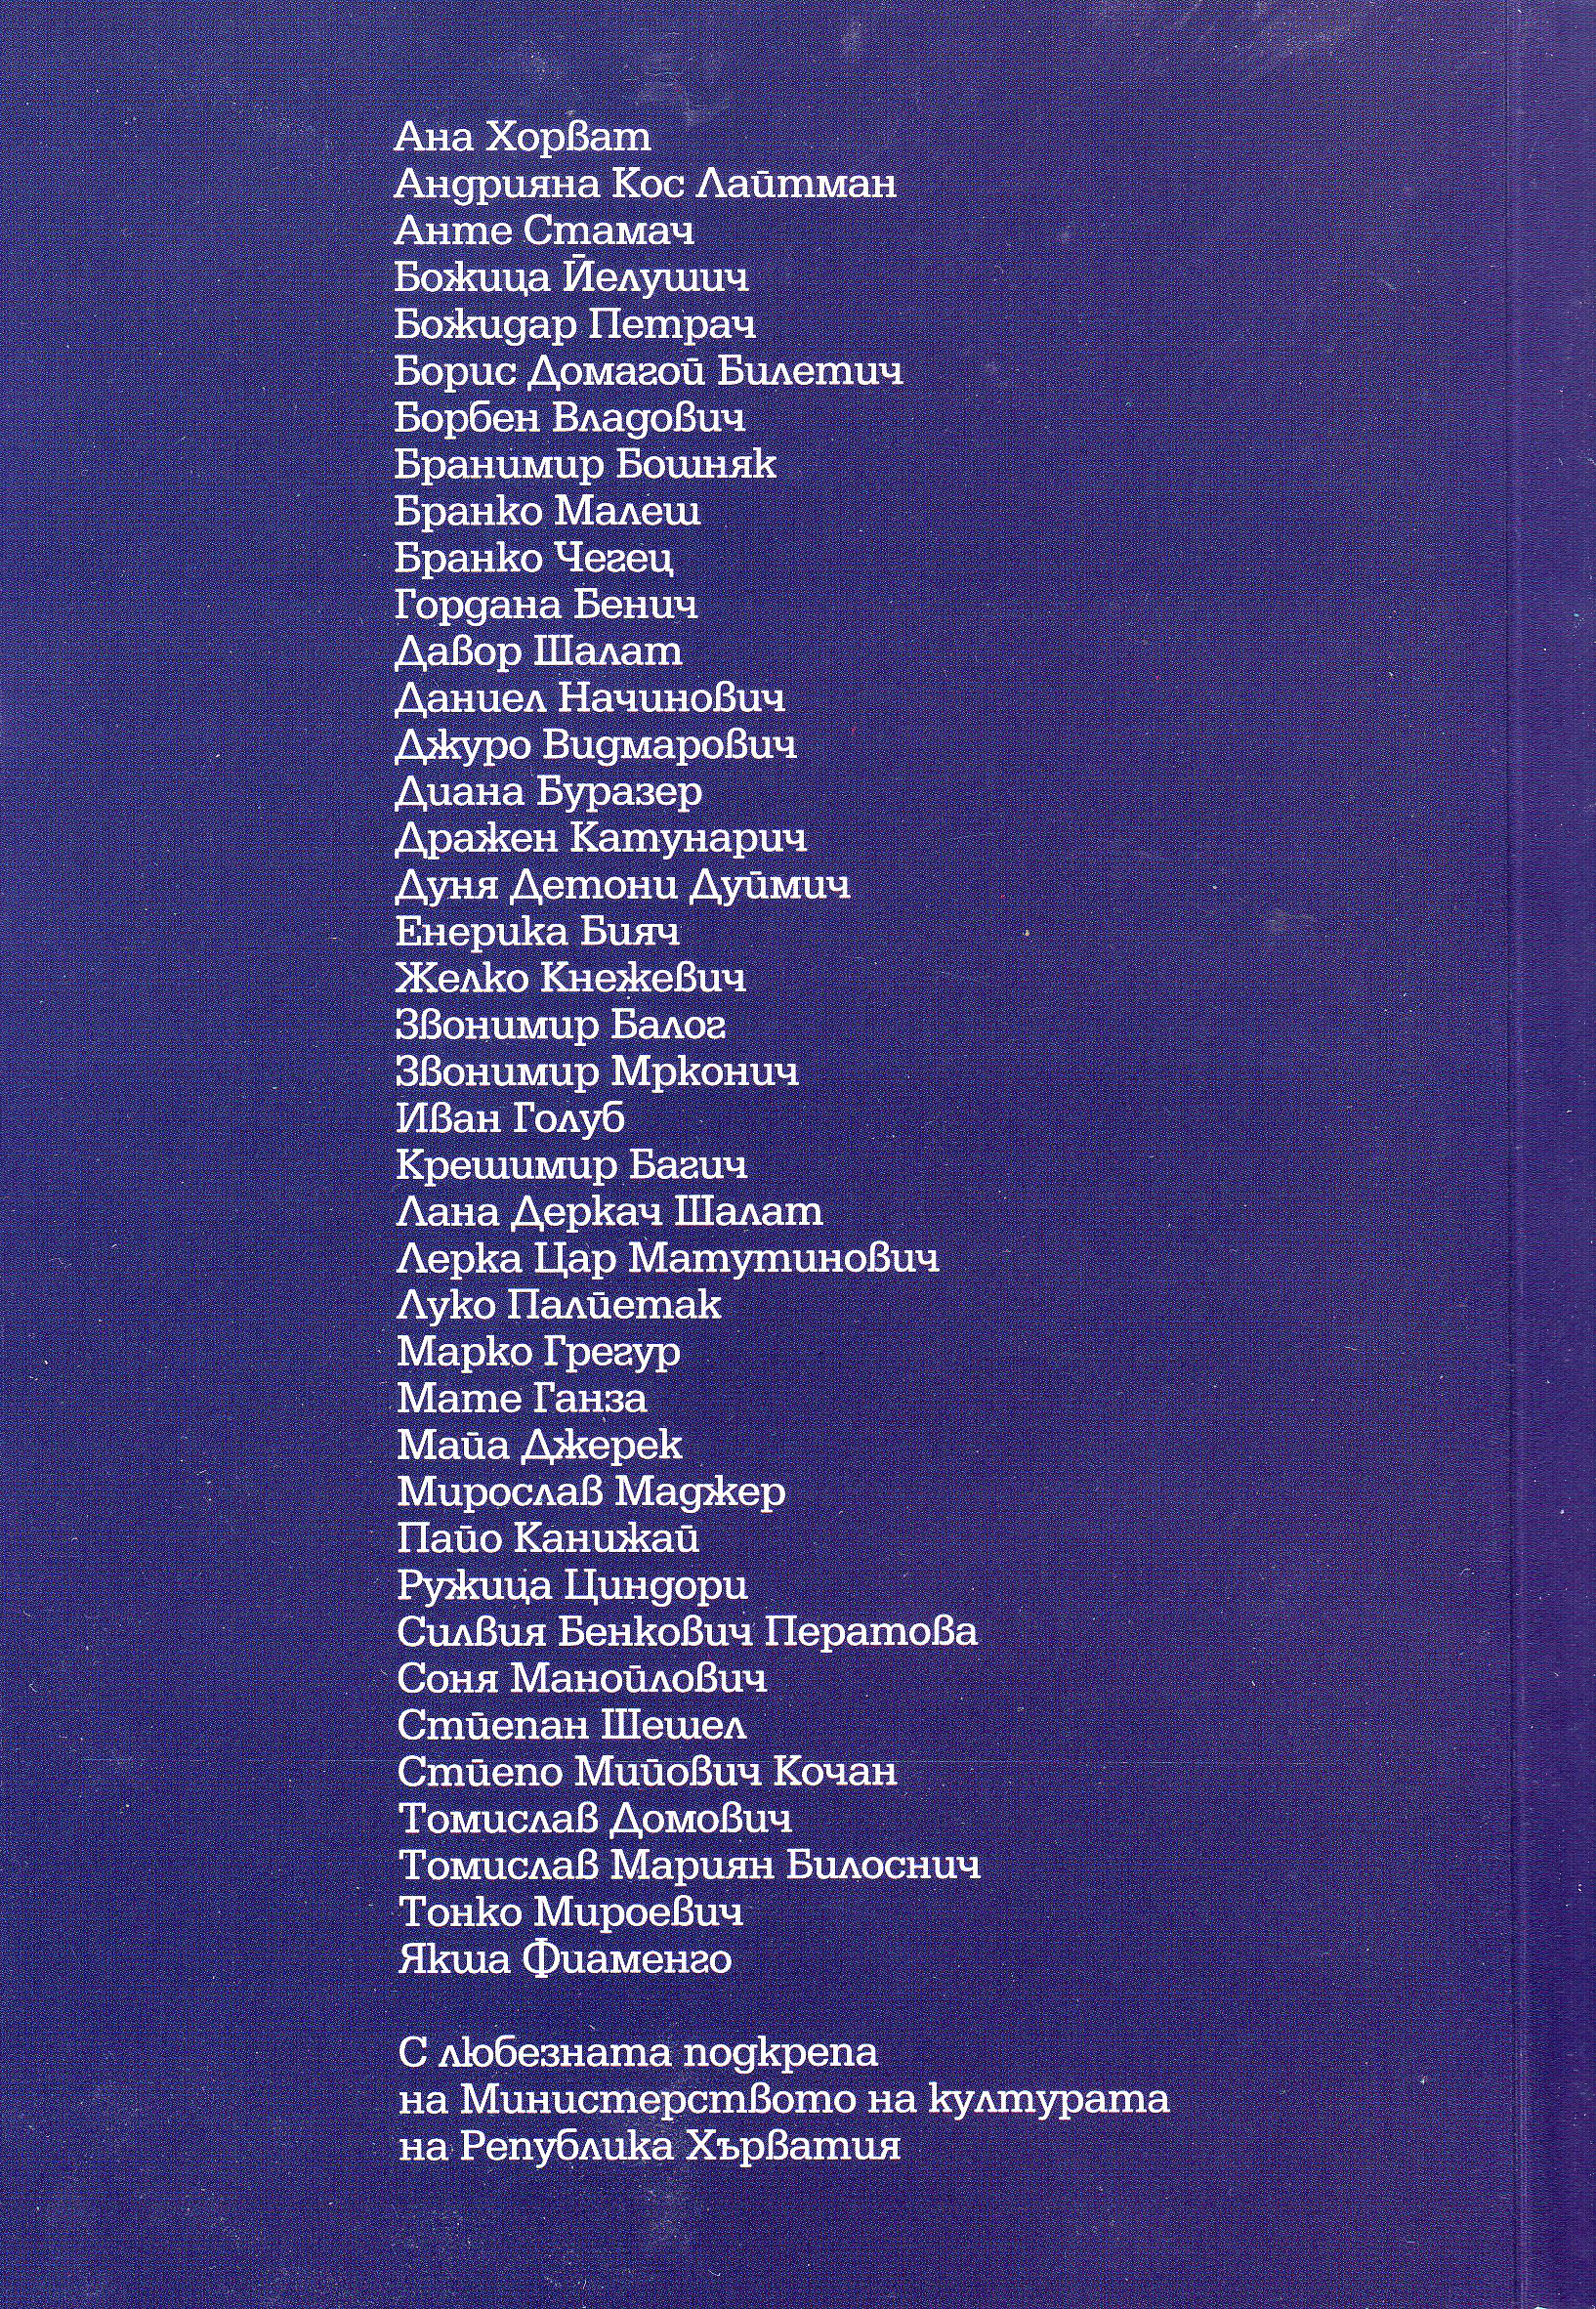 Ана Хорват
Андрияна Кос Лайтман
Анте Стамач
Божица Йелушич
Божидар Петрач
Борис Домагой Билетич
Борбен Владович
Бранимир Бошняк
Бранко Малеш
Бранко Чегец
Гордана Бенич
Давор Шалат
Даниел Начинович
Джуро Видмарович
Диана Буразер
Дражен Катунарич
Дуня Детони Дуймич
Енерика Бияч
Желко Кнежевич
Звонимир Балог
Звонимир Мрконич
Иван Голуб
Крешимир Багич
Лана Деркач Шалат
Лерка Цар Матутинович
Луко Палйетак
Марко Грегур
Мате Ганза
Майа Джерек
Мирослав Маджер
Пайо Канижай
Ружица Циндори
Силвия Бенкович Ператова
Соня Манойлович
Стйепан Шешел
Стйепо Мийович Кочан
Томислав Домович
Томислав Мариян Билоснич
Тонко Мироевич
Якша Фиаменго
С любезната подкрепа
на Министерството на културата
на Република Хърватия